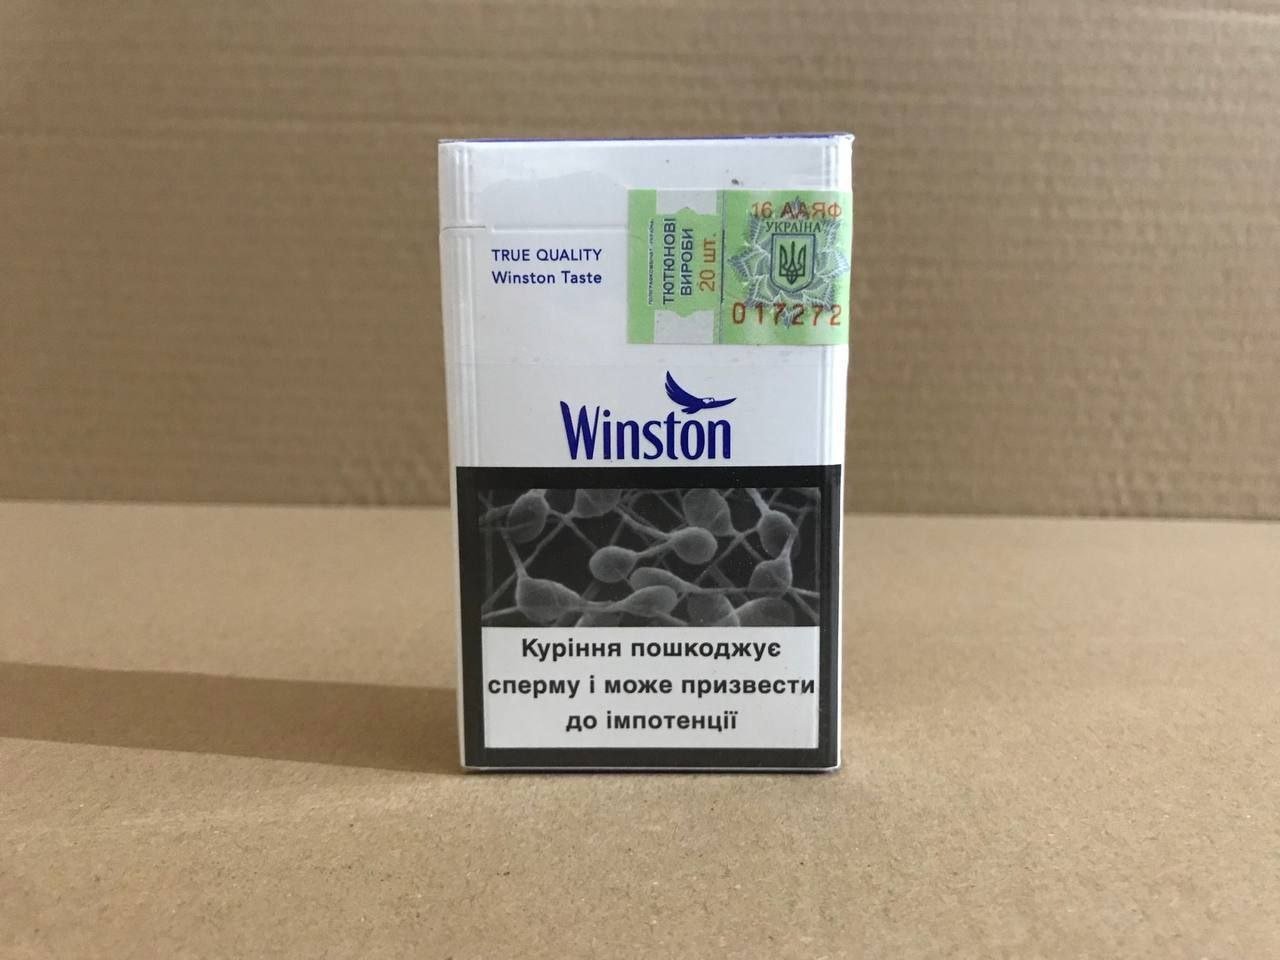 16 ААЯФ
УКРАЇНА
ТЮТЮНОВІ
ВИРОБИ
20 шт.
017272
TRUE QUALITY
Winston Taste
Winston
Куріння пошкоджує
сперму і може призвести
до імпотенції